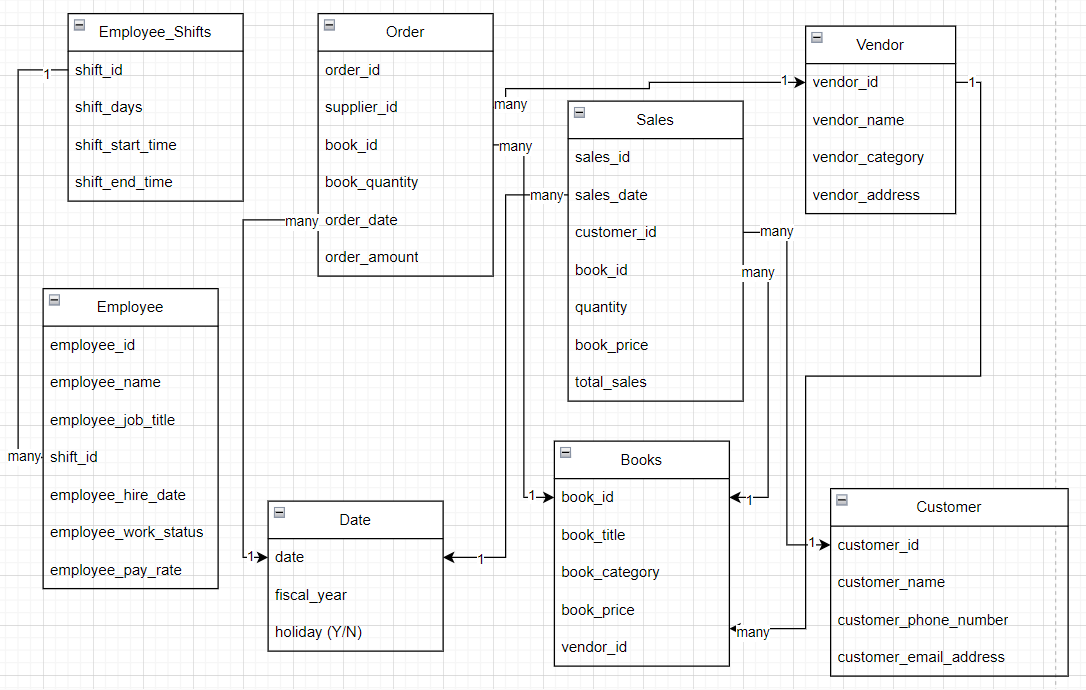 Employee_Shifts
shift_id
shift_days
shift_start_time
shift_end_time
1
Order
order_id
supplier_id
book_id
book_quantity
order_date
order_amount
many
many
many
1
Vendor
vendor_id
vendor_name
vendor_category
vendor_address
1
Sales
sales_id
sales_date
customer_id
book_id
quantity
book_price
total_sales
many
many
many
Employee
employee_id
employee_name
employee_job_title
shift_id
employee_hire_date
employee_work_status
employee_pay_rate
many
Date
date
fiscal_year
holiday (Y/N)
1
1
Books
book_id
book_title
book_category
book_price
vendor_id
1
1
many
Customer
customer_id
customer_name
customer_phone_number
customer_email_address
1